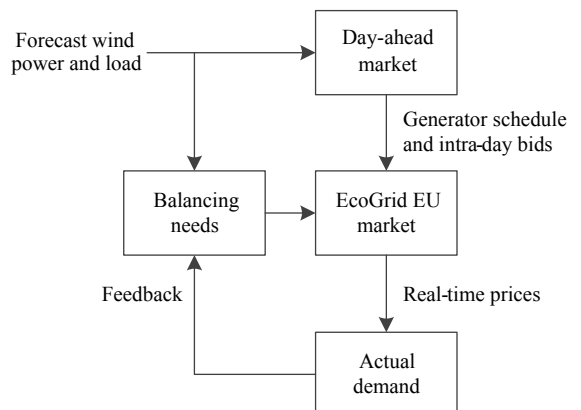 Forecast wind
power and load
Day-ahead
market
Generator schedule
and intra-day bids
Balancing
needs
EcoGrid EU
market
Feedback
Real-time prices
Actual
demand